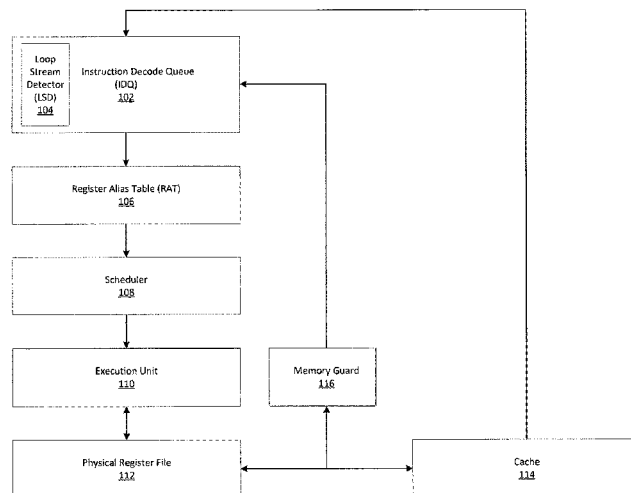 Loop
Stream
Detector
(LSD)
104
Instruction Decode Queue
(IDQ)
102
Register Alias Table (RAT)
106
Scheduler
108
Execution Unit
110
Memory Guard
116
Physical Register File
112
Cache
114